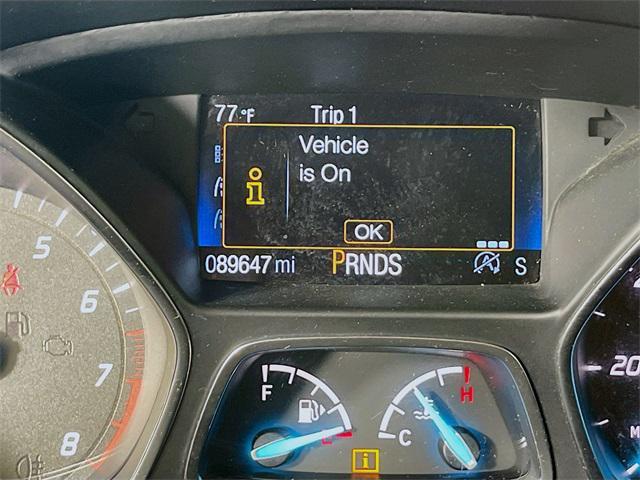 77°F Trip 1
Vehicle
is On
i
OK
089647 mi PRNDS S
5
6
7
8
F
H
C
i
20